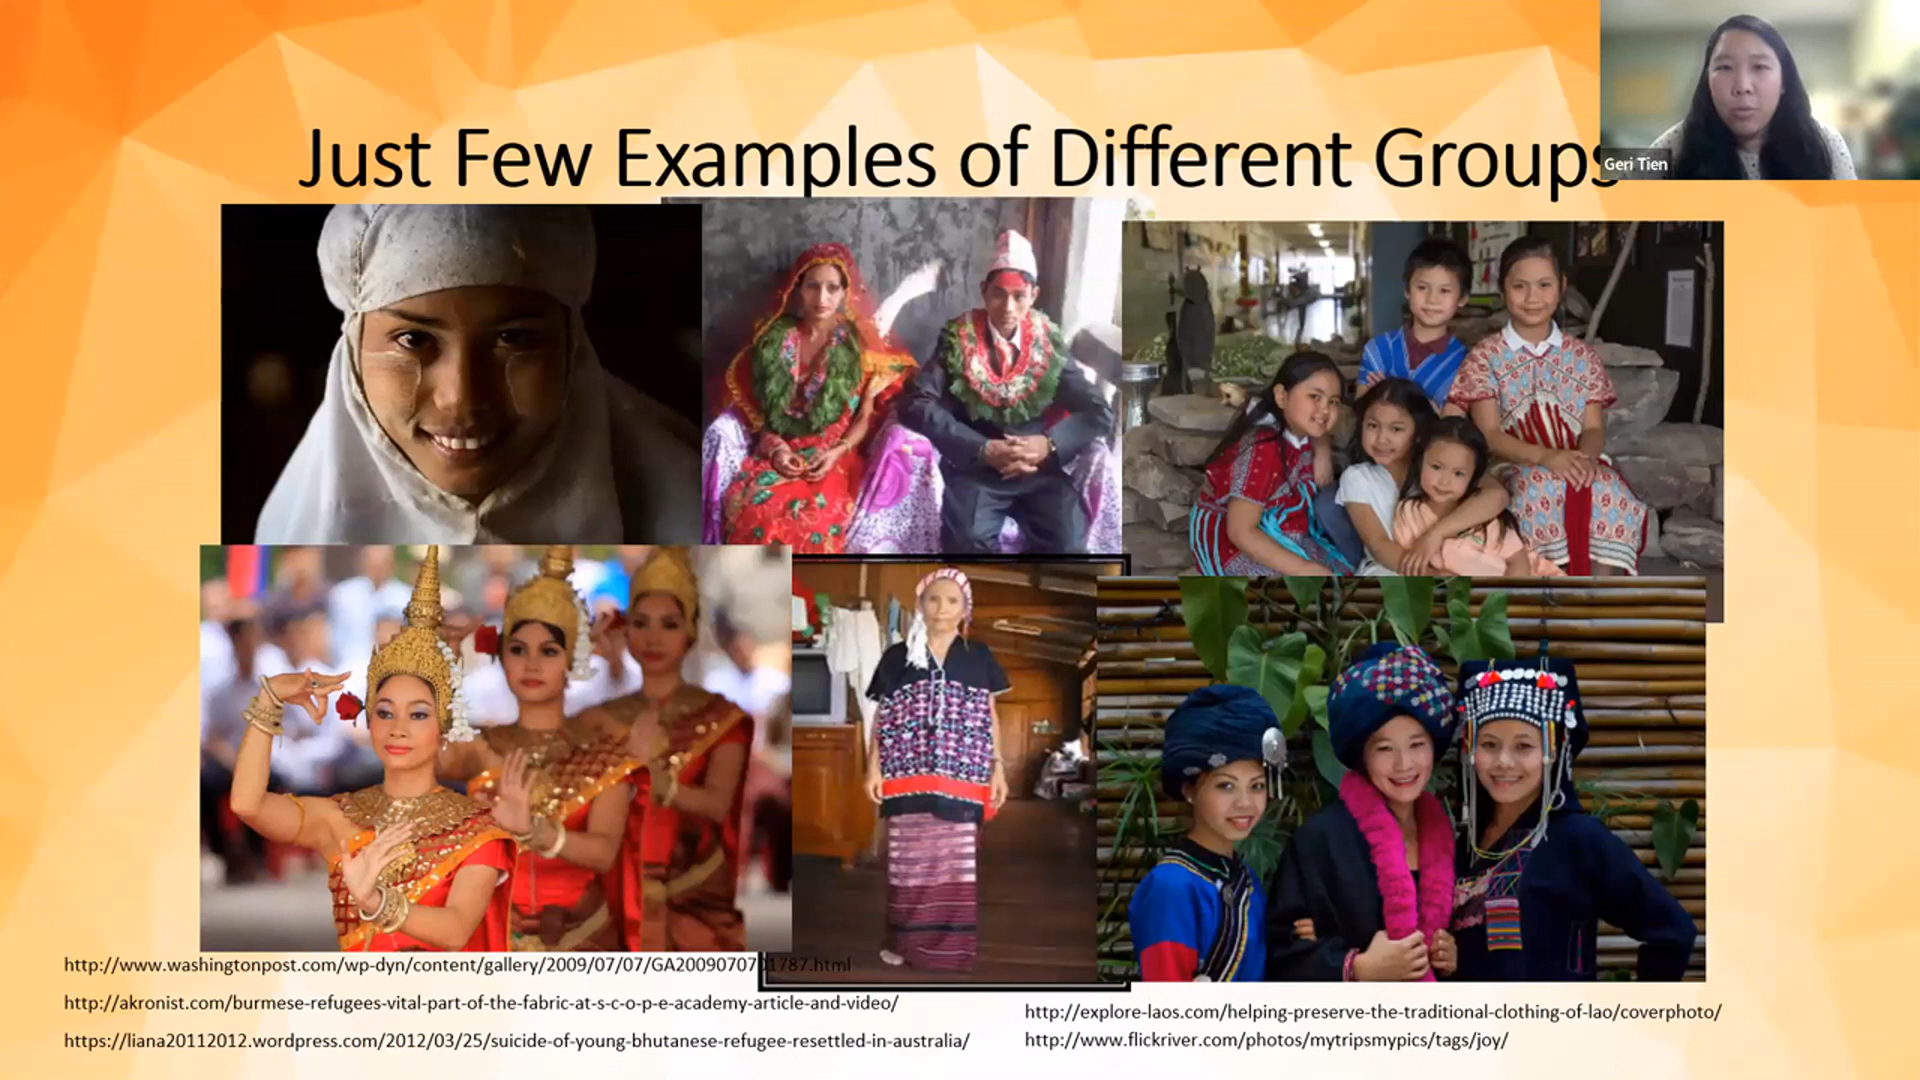 Just Few Examples of Different Groups
Geri Tien
http://www.washingtonpost.com/wp-dyn/content/gallery/2009/07/07/GA2009070701787.html
http://akronist.com/burmese-refugees-vital-part-of-the-fabric-at-s-c-o-p-e-academy-article-and-video/
https://liana20112012.wordpress.com/2012/03/25/suicide-of-young-bhutanese-refugee-resettled-in-australia/
http://explore-laos.com/helping-preserve-the-traditional-clothing-of-lao/coverphoto/
http://www.flickriver.com/photos/mytripsmypics/tags/joy/